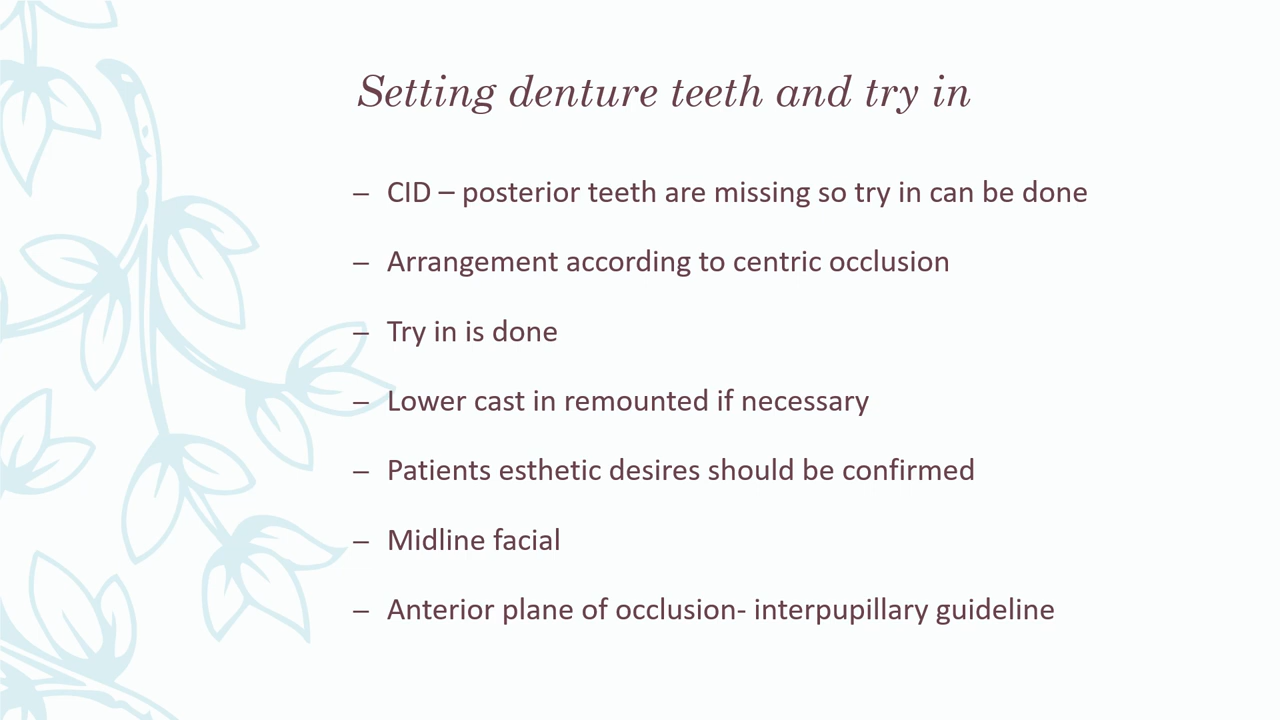 Setting denture teeth and try in
– CID – posterior teeth are missing so try in can be done
– Arrangement according to centric occlusion
– Try in is done
– Lower cast in remounted if necessary
– Patients esthetic desires should be confirmed
– Midline facial
– Anterior plane of occlusion- interpupillary guideline